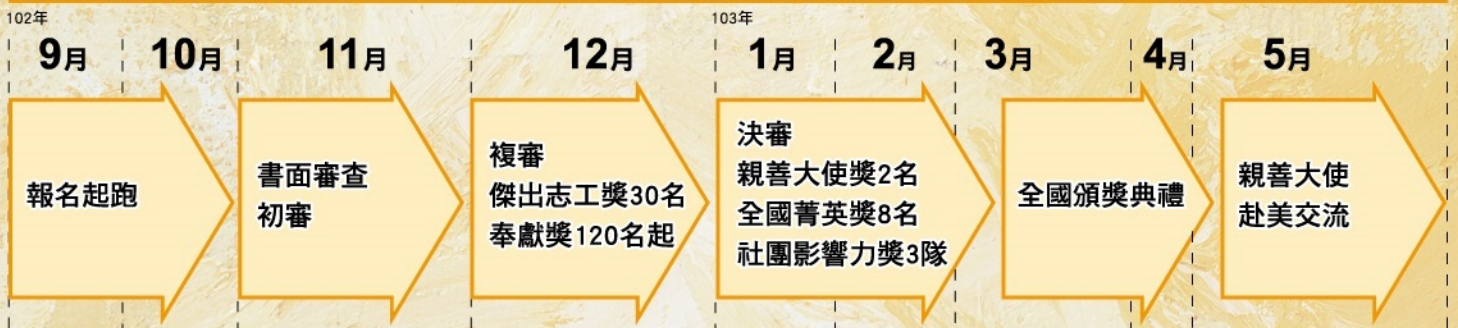 102年
103年
9月
10月
11月
12月
1月
2月
3月
4月
5月
報名起跑
書面審查
初審
複審
傑出志工獎30名
奉獻獎120名起
決審
親善大使獎2名
全國菁英獎8名
社團影響力獎3隊
全國頒獎典禮
親善大使
赴美交流